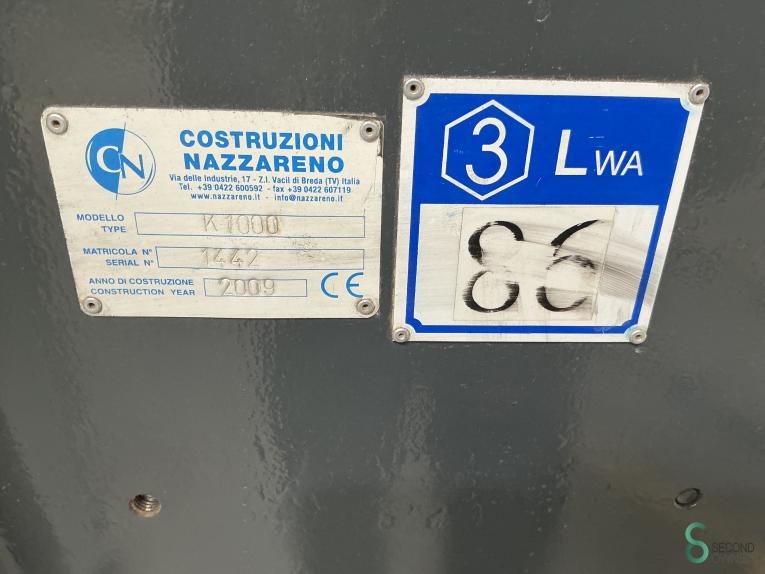 CN
COSTRUZIONI
NAZZARENO
Via delle Industrie, 17 - Z.I. Vacil di Breda (TV) Italia
Tel. +39 0422 600592 - fax +39 0422 607119
www.nazzareno.it - info@nazzareno.it
MODELLO
TYPE K1000
MATRICOLA N°
SERIAL N° 1442
ANNO DI COSTRUZIONE
CONSTRUCTION YEAR 2009 CE
3 LWA
86
SECOND
OWNER